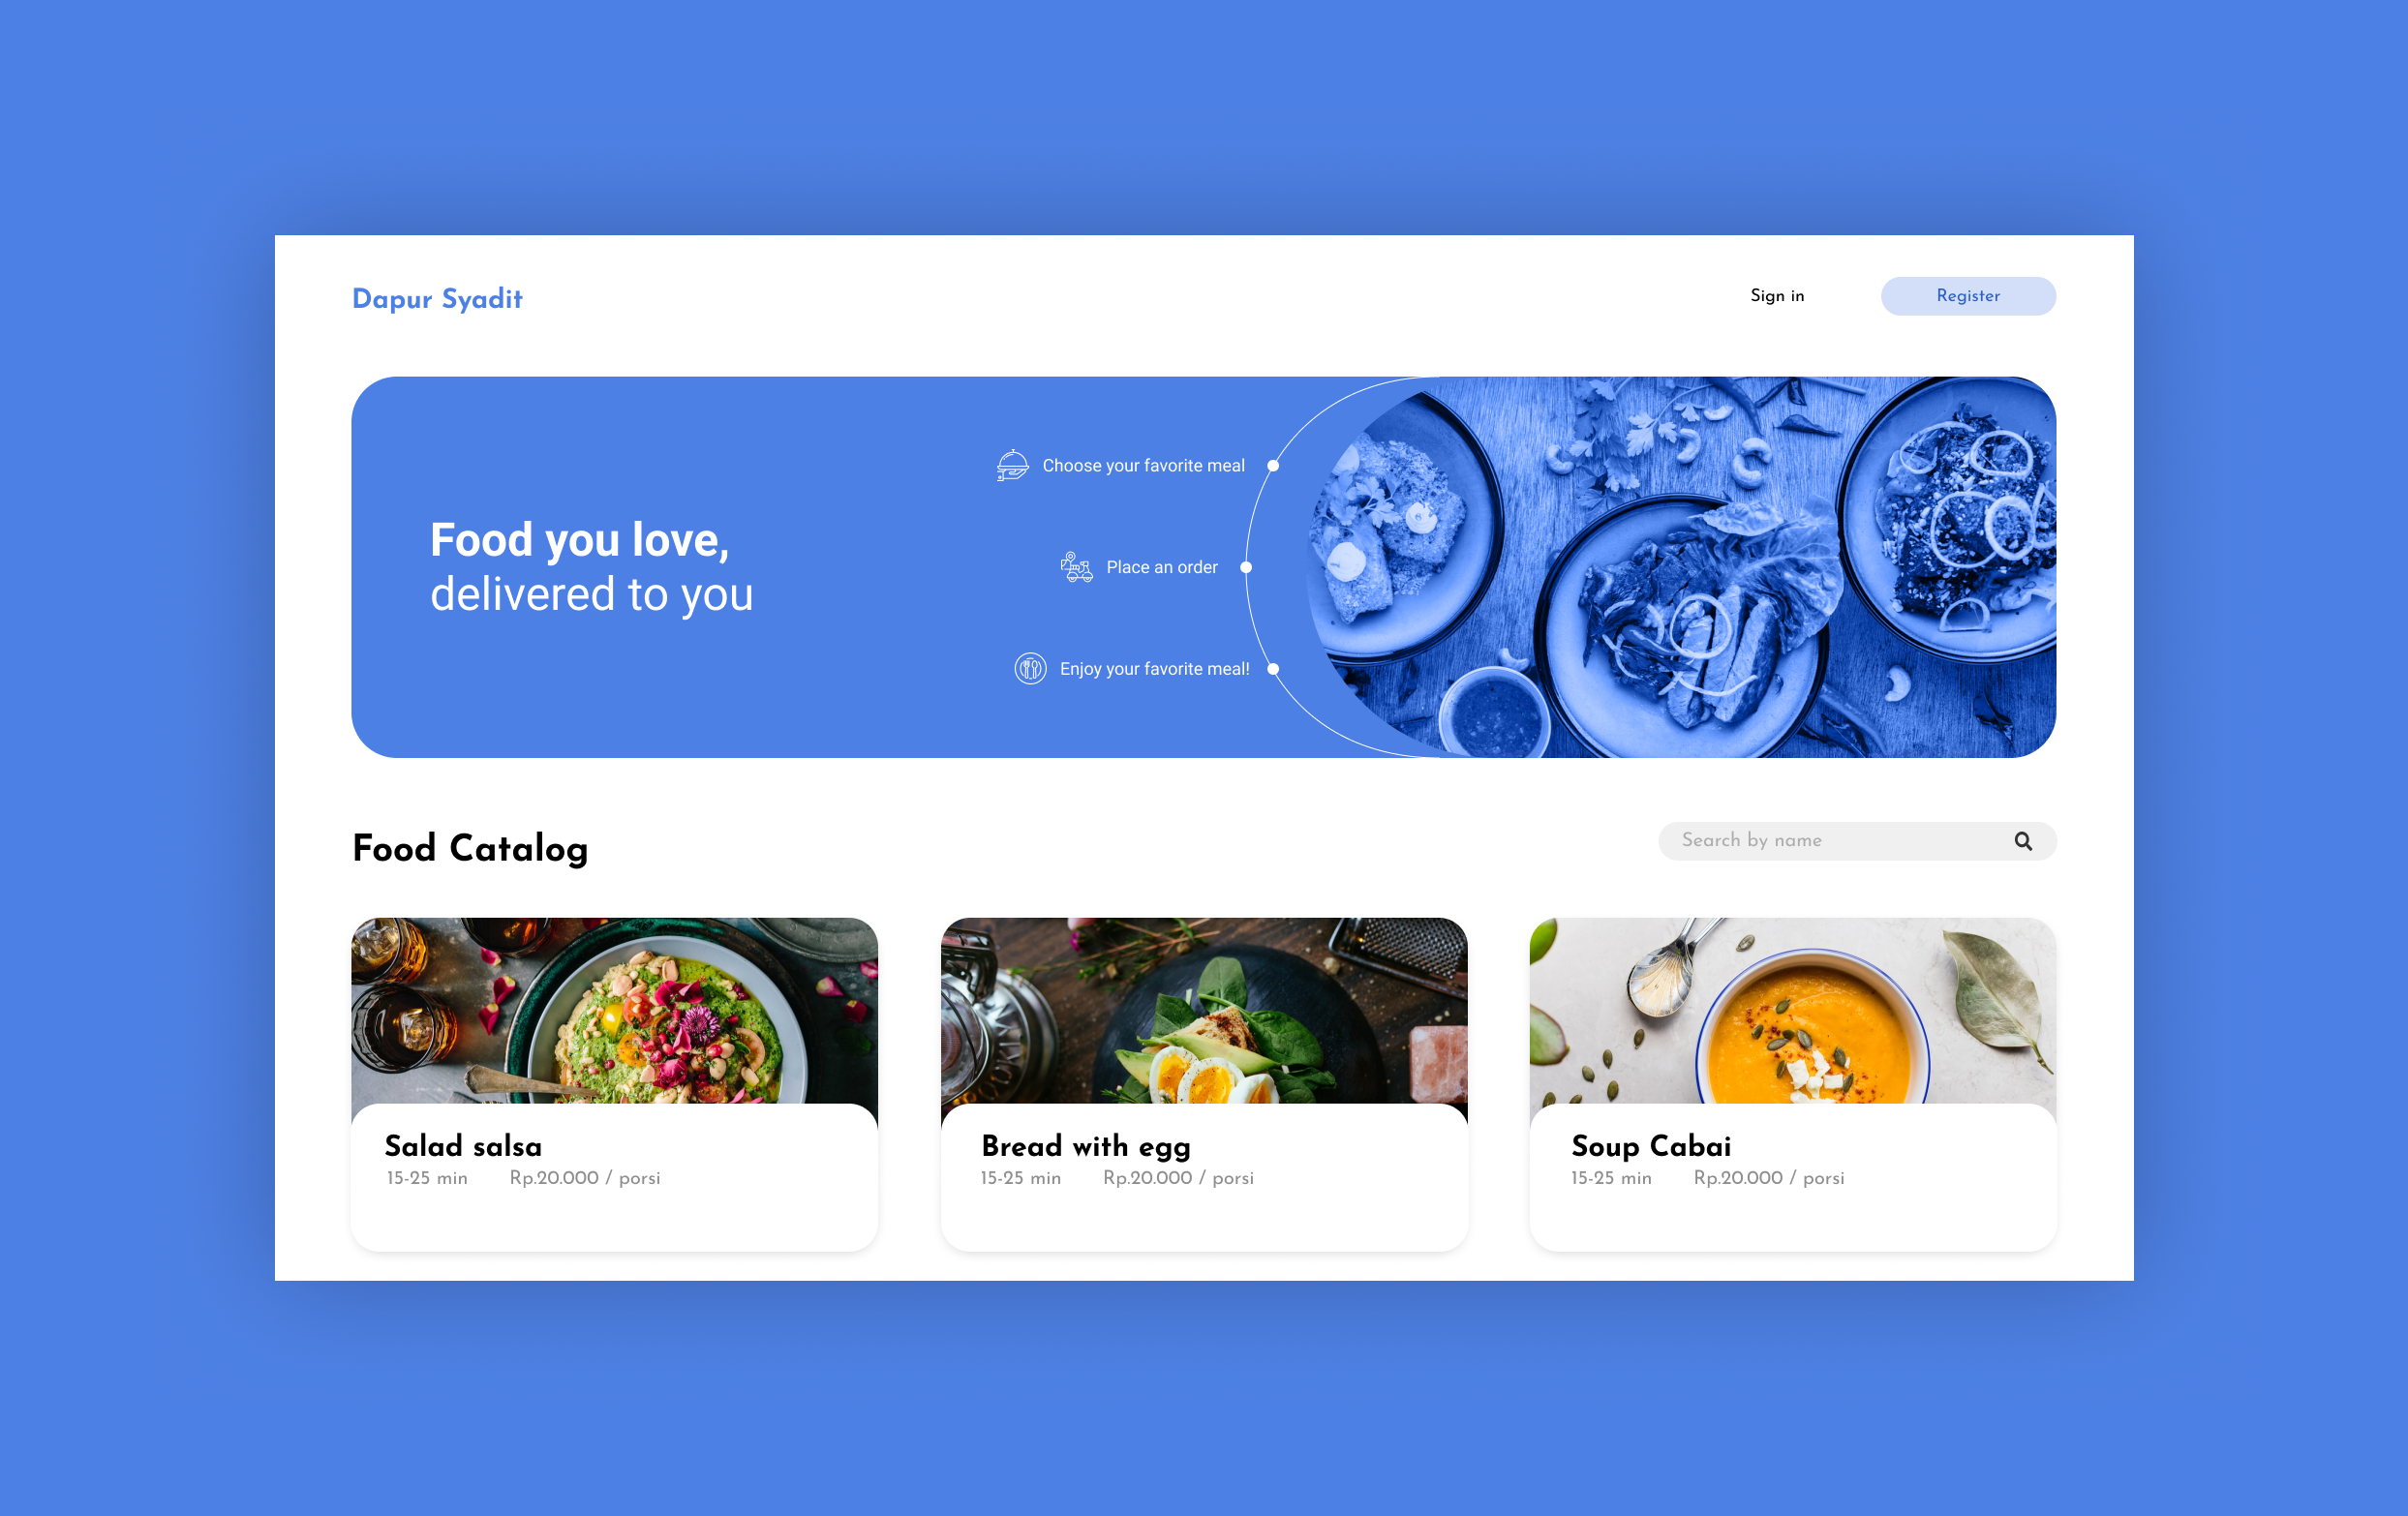 Dapur Syadit
Sign in
Register
Food you love,
delivered to you
Choose your favorite meal
Place an order
Enjoy your favorite meal!
Food Catalog
Search by name
Salad salsa
15-25 min Rp.20.000 / porsi
Bread with egg
15-25 min Rp.20.000 / porsi
Soup Cabai
15-25 min Rp.20.000 / porsi